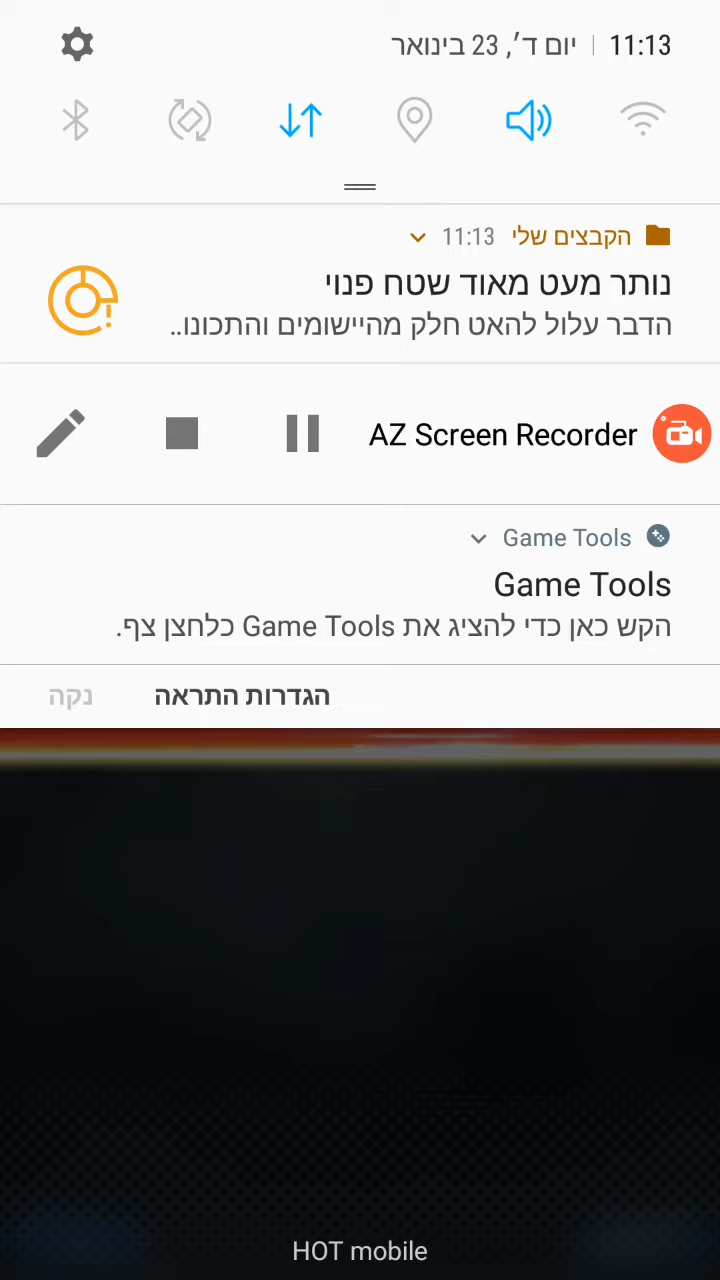 11:13 | יום ד׳, 23 בינואר
הקבצים שלי 11:13
נותר מעט מאוד שטח פנוי
הדבר עלול להאט חלק מהיישומים והתכונו..
AZ Screen Recorder
Game Tools
Game Tools
הקש כאן כדי להציג את Game Tools כלחצן צף.
הגדרות התראה
נקה
HOT mobile